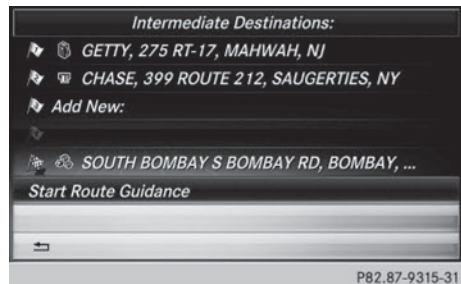 Intermediate Destinations:
GETTY, 275 RT-17, MAHWAH, NJ
CHASE, 399 ROUTE 212, SAUGERTIES, NY
Add New:
SOUTH BOMBAY S BOMBAY RD, BOMBAY, ...
Start Route Guidance
P82.87-9315-31